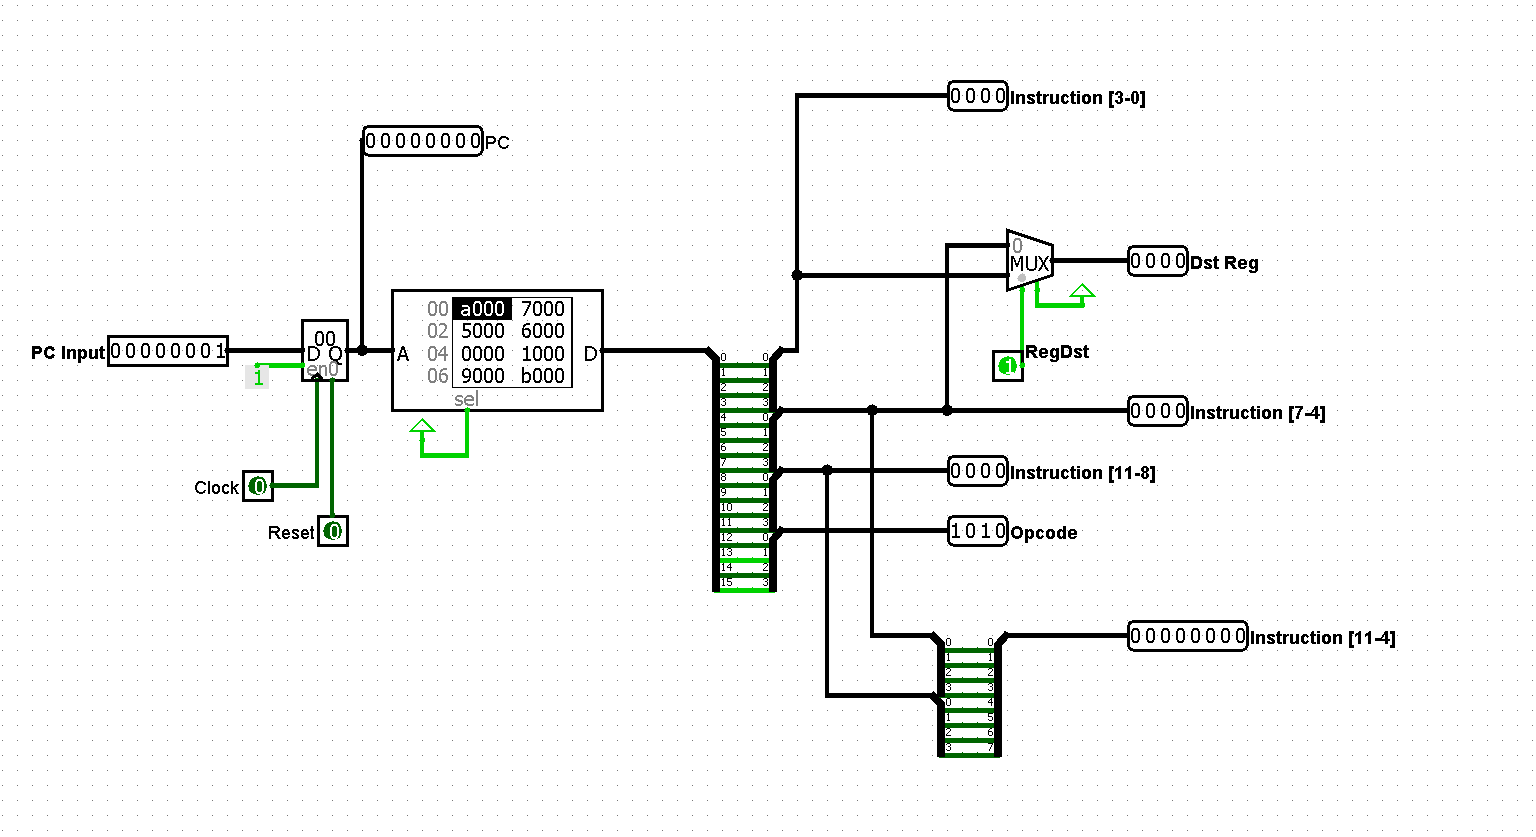 0000 Instruction [3-0]
00000000 PC
0
MUX
0000 Dst Reg
PC Input 00000001
00
D Q
en0
1
A
00 a000 7000
02 5000 6000
04 0000 1000
06 9000 b000
D
sel
1 RegDst
0 0
1 1
2 2
3 3
4 0
5 1
6 2
7 3
8 0
9 1
10 2
11 3
12 0
13 1
14 2
15 3
0000 Instruction [7-4]
0000 Instruction [11-8]
Clock 0
Reset 0
1010 Opcode
00000000 Instruction [11-4]
0 0
1 1
2 2
3 3
0 4
1 5
2 6
3 7